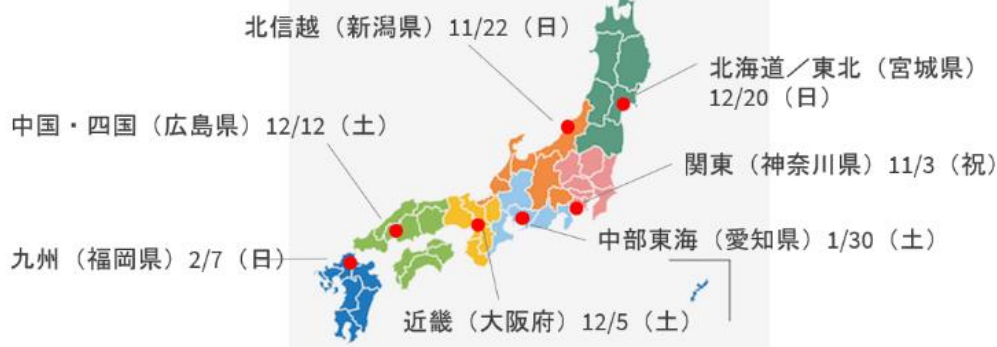 北信越（新潟県）11/22（日）
北海道／東北（宮城県）
12/20（日）
中国・四国（広島県）12/12（土）
関東（神奈川県）11/3（祝）
中部東海（愛知県）1/30（土）
九州（福岡県）2/7（日）
近畿（大阪府）12/5（土）